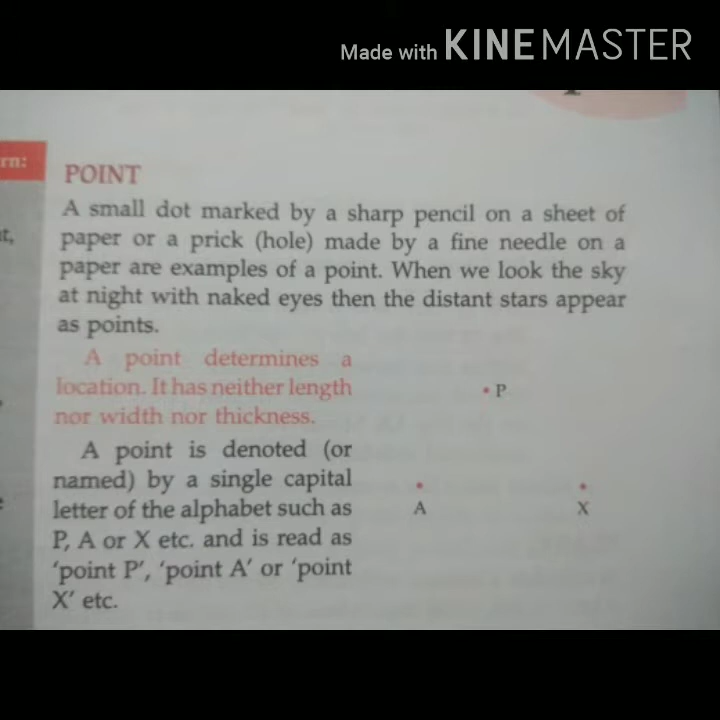 Made with KINEMASTER
rn:
POINT
A small dot marked by a sharp pencil on a sheet of
paper or a prick (hole) made by a fine needle on a
paper are examples of a point. When we look the sky
at night with naked eyes then the distant stars appear
as points.
A point determines a
location. It has neither length
nor width nor thickness.
• P
A point is denoted (or
named) by a single capital
letter of the alphabet such as
P, A or X etc. and is read as
‘point P’, ‘point A’ or ‘point
X’ etc.
A
X